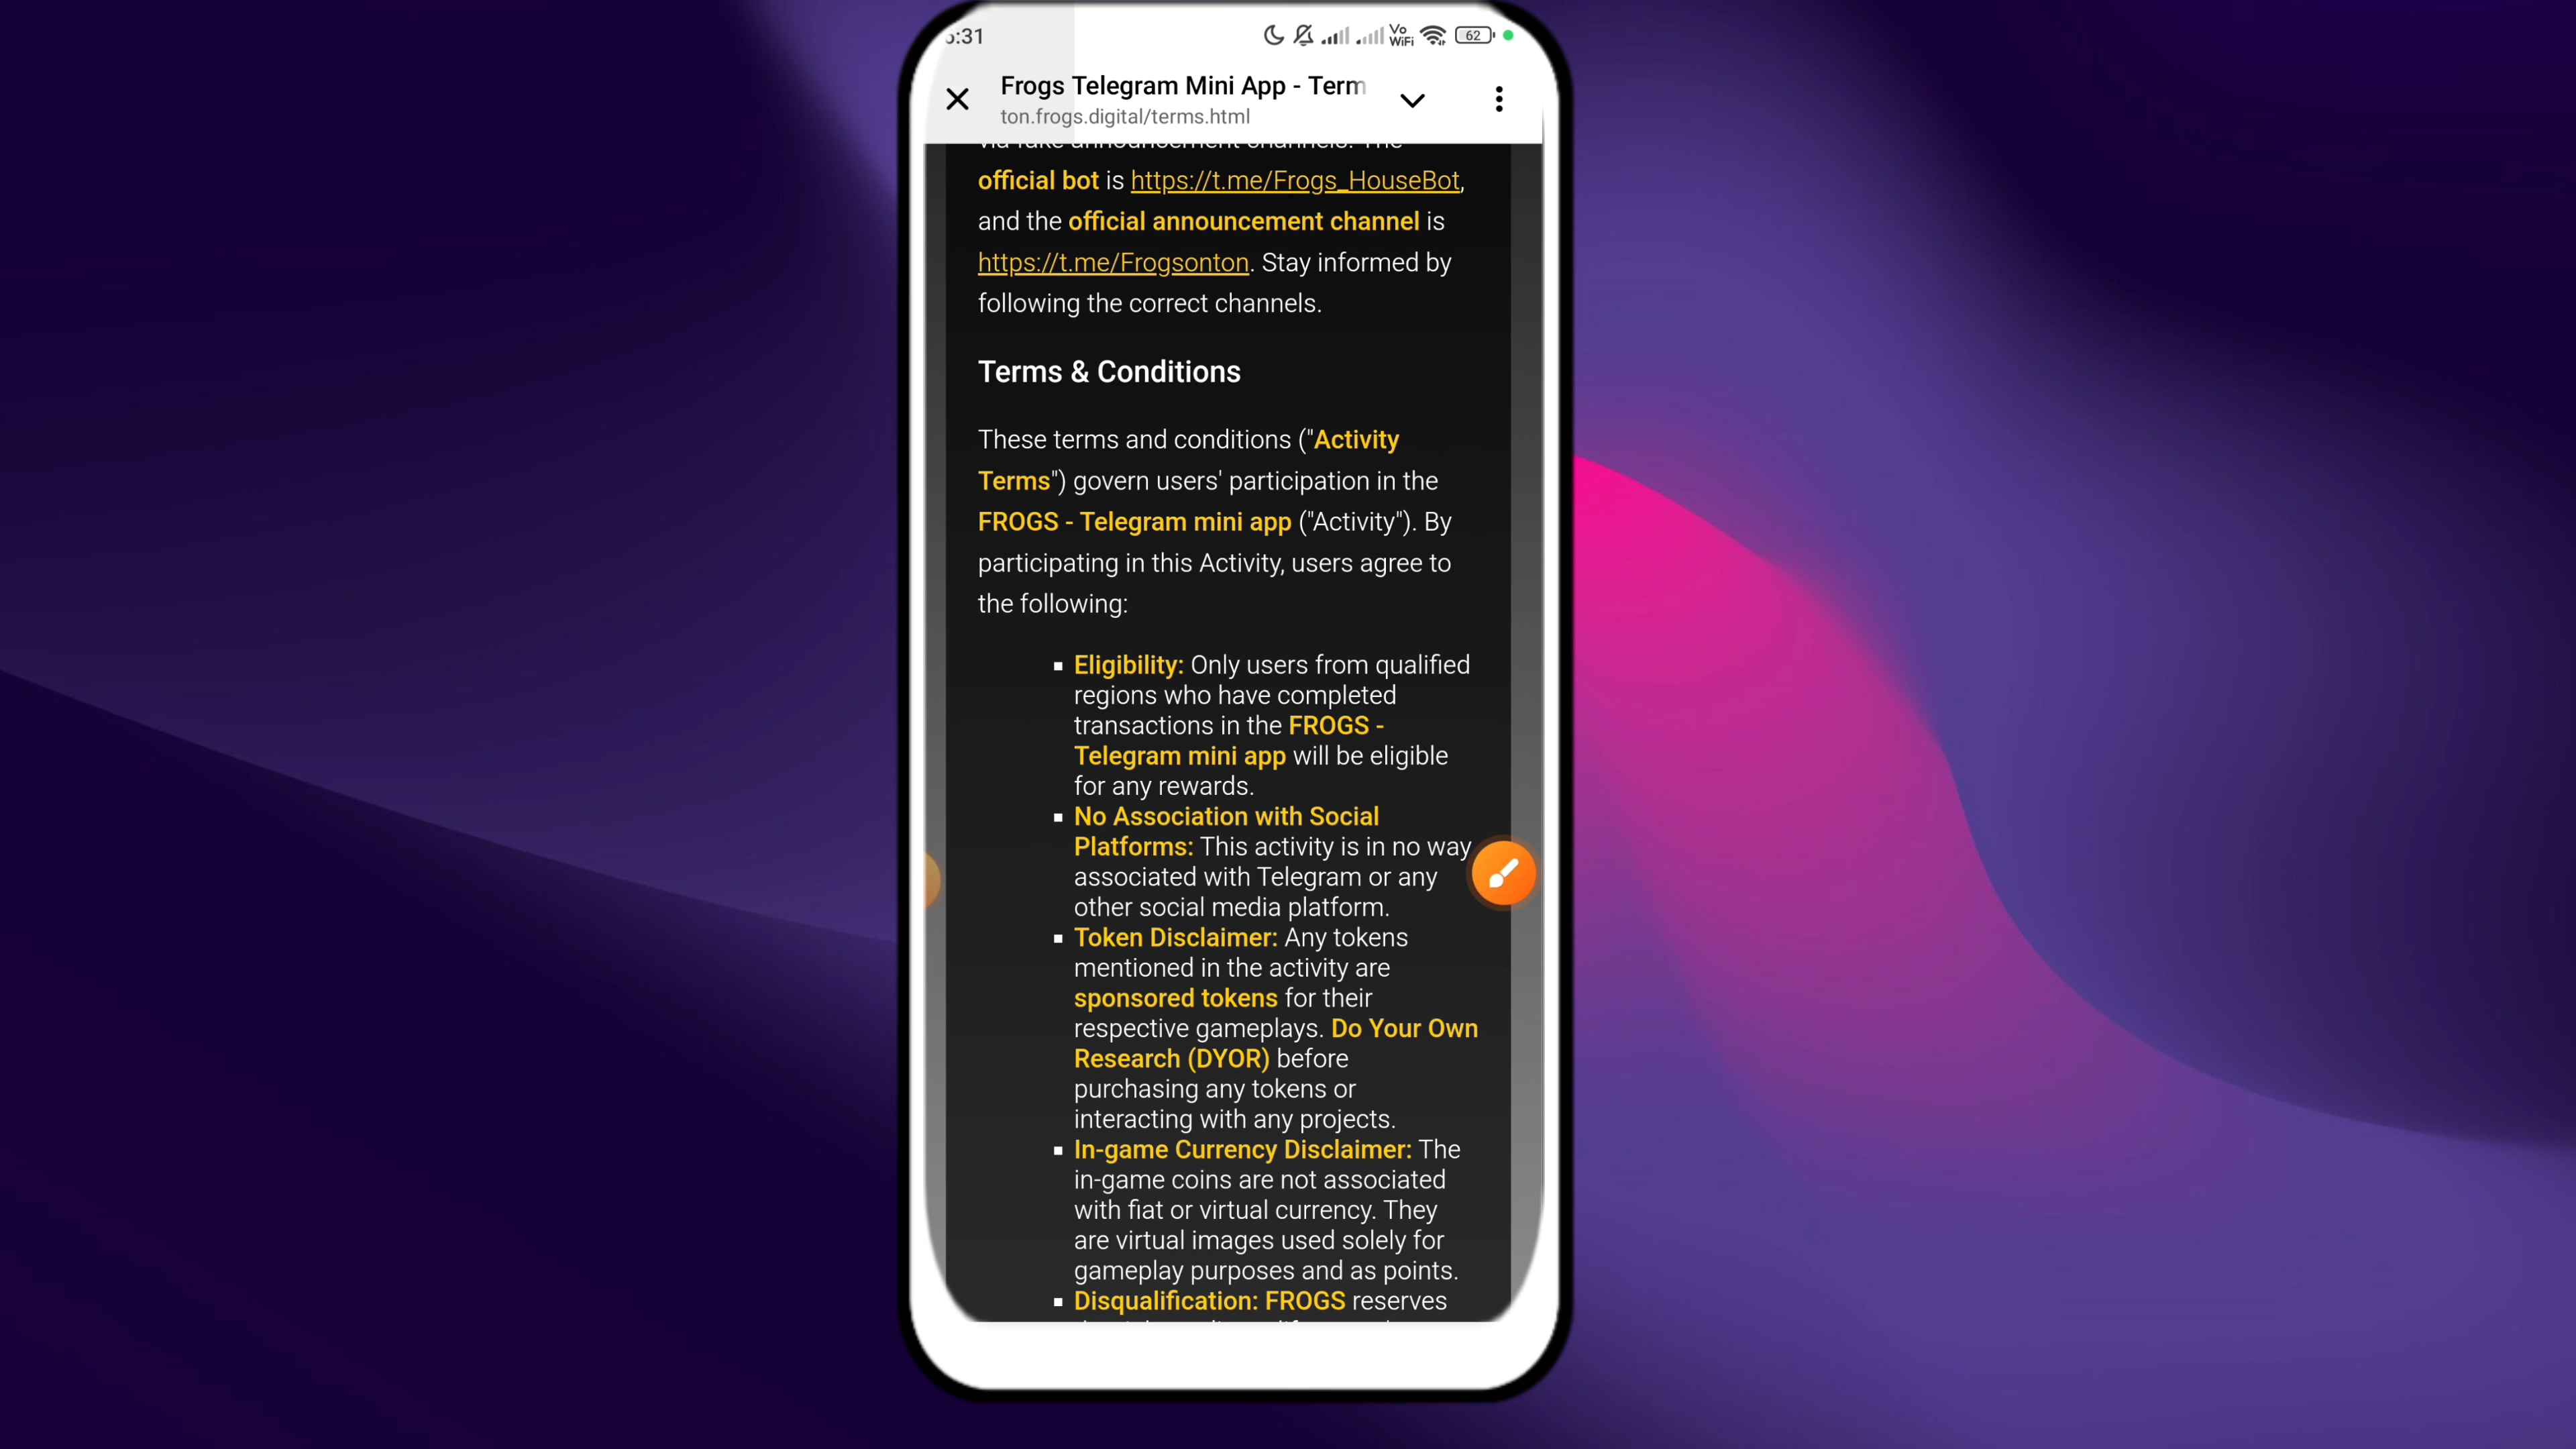 :31
Vo
WiFi
62
Frogs Telegram Mini App - Term
ton.frogs.digital/terms.html
via fake announcement channels. The
official bot is https://t.me/Frogs_HouseBot,
and the official announcement channel is
https://t.me/Frogsonton. Stay informed by
following the correct channels.
Terms & Conditions
These terms and conditions ("Activity
Terms") govern users' participation in the
FROGS - Telegram mini app ("Activity"). By
participating in this Activity, users agree to
the following:
▪ Eligibility: Only users from qualified
regions who have completed
transactions in the FROGS -
Telegram mini app will be eligible
for any rewards.
▪ No Association with Social
Platforms: This activity is in no way
associated with Telegram or any
other social media platform.
▪ Token Disclaimer: Any tokens
mentioned in the activity are
sponsored tokens for their
respective gameplays. Do Your Own
Research (DYOR) before
purchasing any tokens or
interacting with any projects.
▪ In-game Currency Disclaimer: The
in-game coins are not associated
with fiat or virtual currency. They
are virtual images used solely for
gameplay purposes and as points.
▪ Disqualification: FROGS reserves